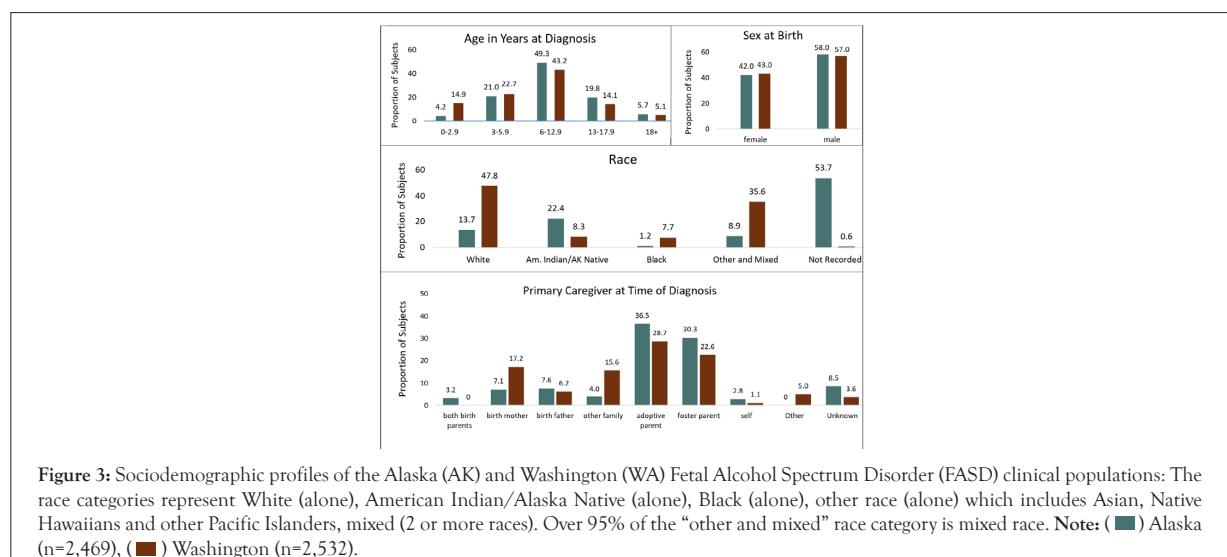 Age in Years at Diagnosis
Proportion of Subjects
60
40
20
0
4.2 14.9 21.0 22.7 49.3 43.2 19.8 14.1 5.7 5.1
0-2.9 3-5.9 6-12.9 13-17.9 18+
Sex at Birth
Proportion of Subjects
60
40
20
0
42.0 43.0 58.0 57.0
female male
Race
Proportion of Subjects
60
40
20
0
13.7 47.8 22.4 8.3 1.2 7.7 8.9 35.6 53.7 0.6
White Am. Indian/AK Native Black Other and Mixed Not Recorded
Primary Caregiver at Time of Diagnosis
Proportion of Subjects
50
40
30
20
10
0
3.2 0 7.1 17.2 7.6 6.2 4.0 15.6 36.5 28.7 30.3 22.6 2.8 1.1 0 5.0 8.5 3.6
both birth parents birth mother birth father other family adoptive parent foster parent self Other Unknown
Figure 3: Sociodemographic profiles of the Alaska (AK) and Washington (WA) Fetal Alcohol Spectrum Disorder (FASD) clinical populations: The
race categories represent White (alone), American Indian/Alaska Native (alone), Black (alone), other race (alone) which includes Asian, Native
Hawaiians and other Pacific Islanders, mixed (2 or more races). Over 95% of the “other and mixed” race category is mixed race. Note: ( ) Alaska
(n=2,469), ( ) Washington (n=2,532).